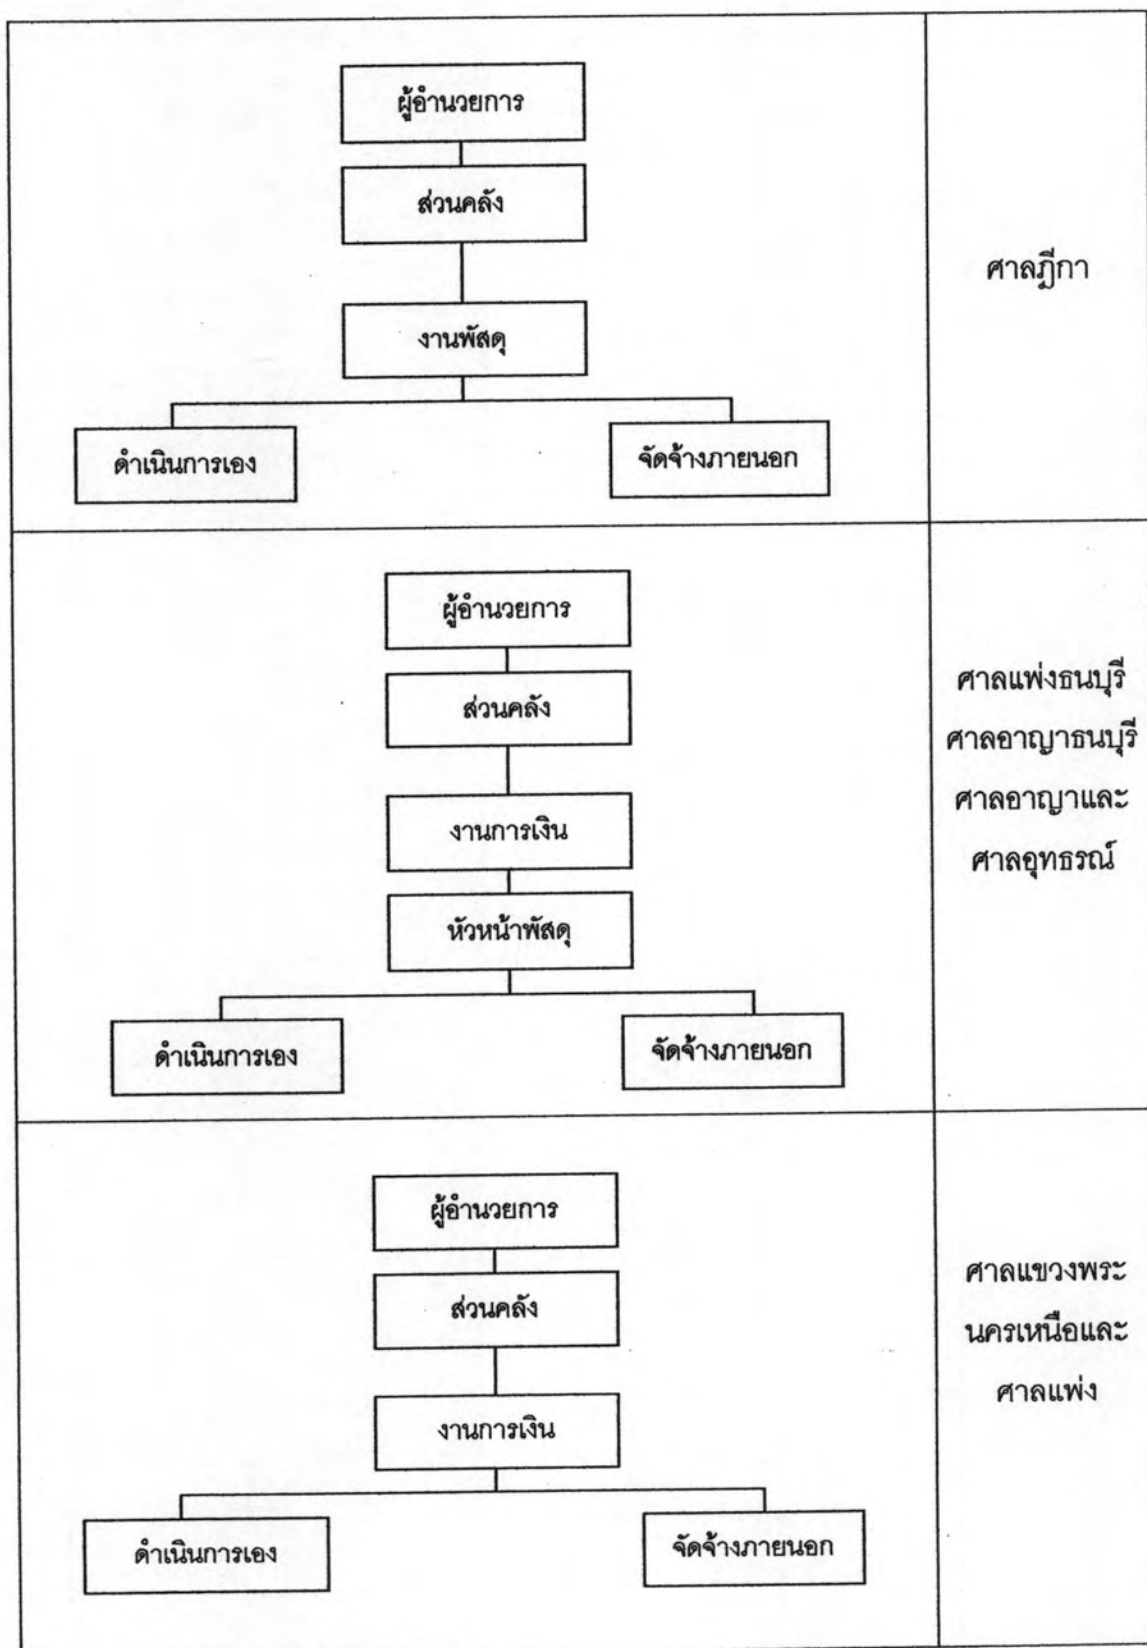 ผู้อำนวยการ
ส่วนคลัง
งานพัสดุ
ดำเนินการเอง
จัดจ้างภายนอก
ศาลฎีกา
ผู้อำนวยการ
ส่วนคลัง
งานการเงิน
หัวหน้าพัสดุ
ดำเนินการเอง
จัดจ้างภายนอก
ศาลแพ่งธนบุรี
ศาลอาญาธนบุรี
ศาลอาญาและ
ศาลอุทธรณ์
ผู้อำนวยการ
ส่วนคลัง
งานการเงิน
ดำเนินการเอง
จัดจ้างภายนอก
ศาลแขวงพระ
นครเหนือและ
ศาลแพ่ง